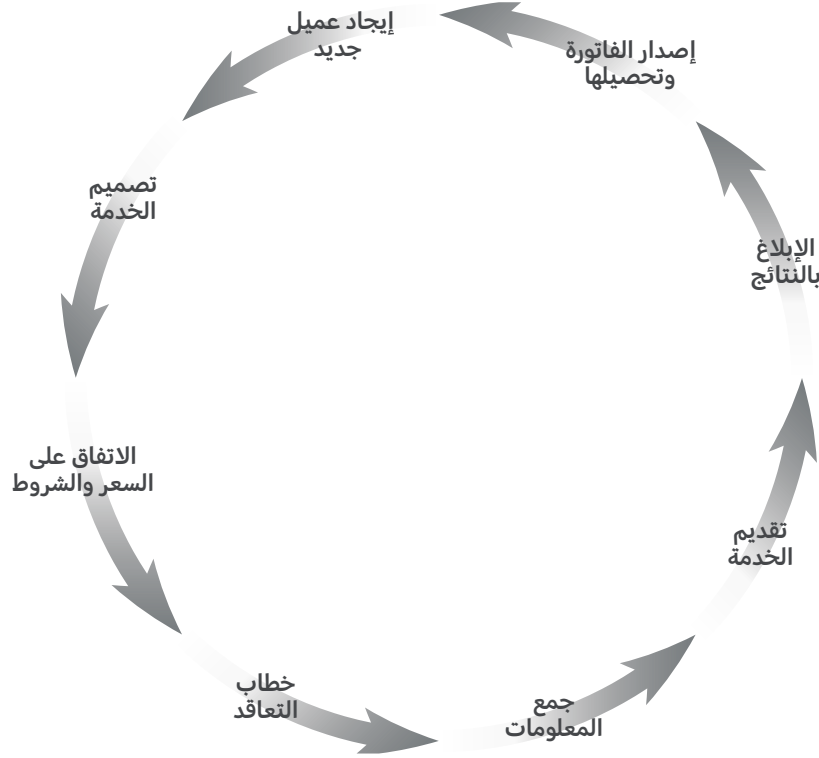 إيجاد عميل
جديد
تصميم
الخدمة
الاتفاق على
السعر والشروط
خطاب
التعاقد
جمع
المعلومات
تقديم
الخدمة
الإبلاغ
بالنتائج
إصدار الفاتورة
وتحصيلها